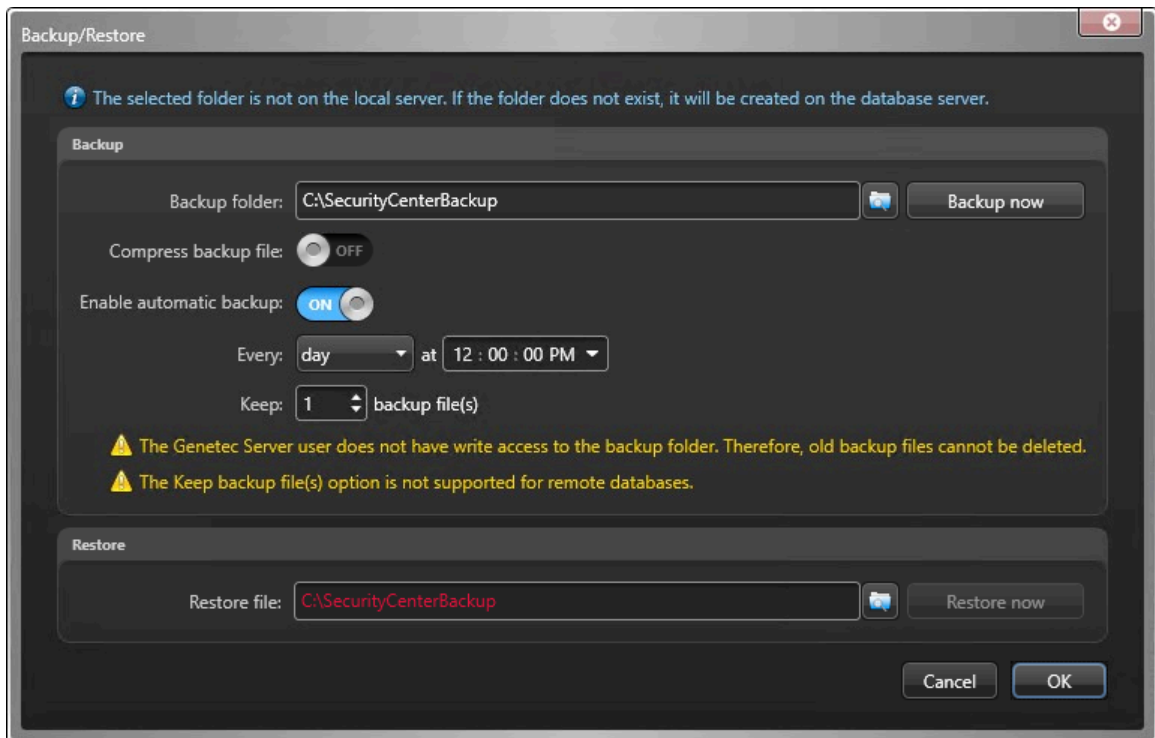 Backup/Restore
The selected folder is not on the local server. If the folder does not exist, it will be created on the database server.
Backup
Backup folder: C:\SecurityCenterBackup Backup now
Compress backup file: OFF
Enable automatic backup: ON
Every: day at 12 : 00 : 00 PM
Keep: 1 backup file(s)
The Genetec Server user does not have write access to the backup folder. Therefore, old backup files cannot be deleted.
The Keep backup file(s) option is not supported for remote databases.
Restore
Restore file: C:\SecurityCenterBackup Restore now
Cancel OK